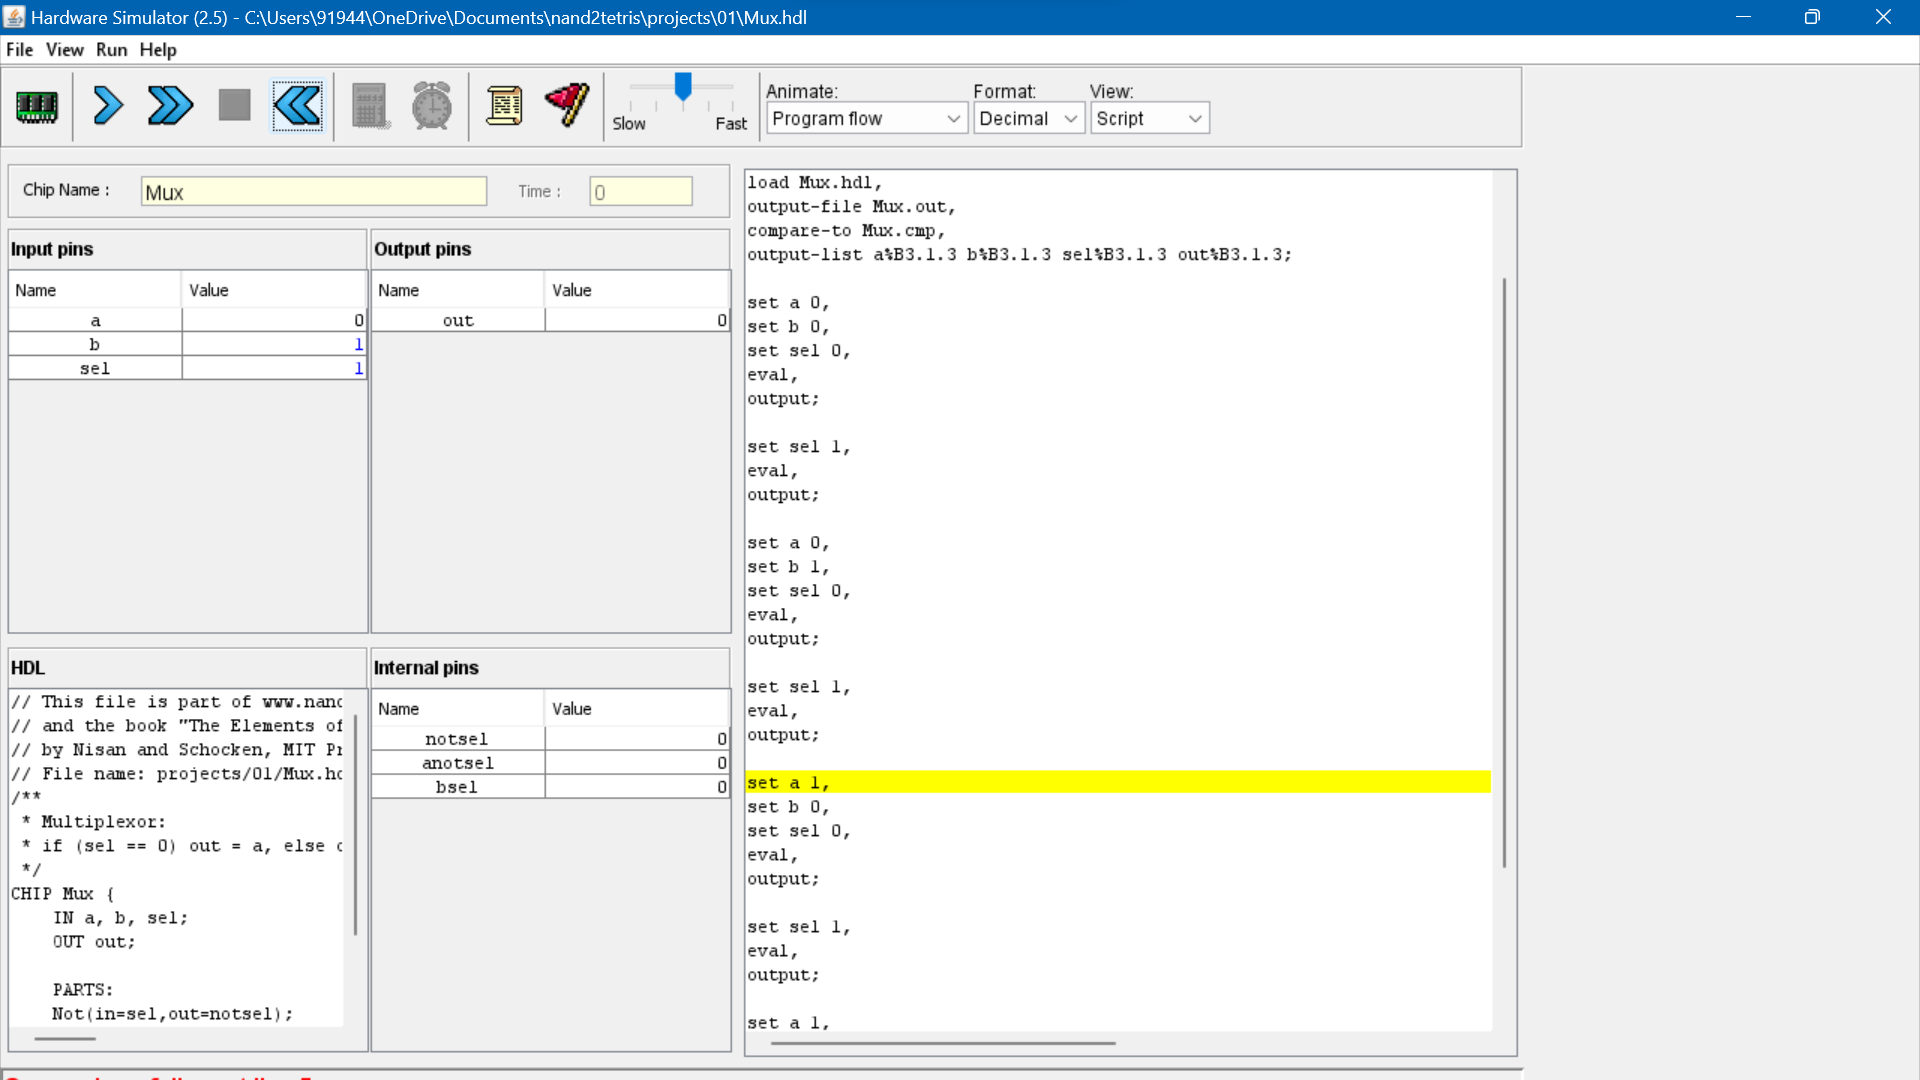 Hardware Simulator (2.5) - C:\Users\91944\OneDrive\Documents\nand2tetris\projects\01\Mux.hdl
File View Run Help
Slow Fast
Animate: Format: View:
Program flow Decimal Script
Chip Name : Mux Time : 0
Input pins
Name Value
a 0
b 1
sel 1
Output pins
Name Value
out 0
HDL
// This file is part of www.nand
// and the book "The Elements of
// by Nisan and Schocken, MIT Pr
// File name: projects/01/Mux.hd
/**
* Multiplexor:
* if (sel == 0) out = a, else o
*/
CHIP Mux {
IN a, b, sel;
OUT out;
PARTS:
Not(in=sel,out=notsel);
Internal pins
Name Value
notsel 0
anotsel 0
bsel 0
load Mux.hdl,
output-file Mux.out,
compare-to Mux.cmp,
output-list a%B3.1.3 b%B3.1.3 sel%B3.1.3 out%B3.1.3;
set a 0,
set b 0,
set sel 0,
eval,
output;
set sel 1,
eval,
output;
set a 0,
set b 1,
set sel 0,
eval,
output;
set sel 1,
eval,
output;
set a 1,
set b 0,
set sel 0,
eval,
output;
set sel 1,
eval,
output;
set a 1,